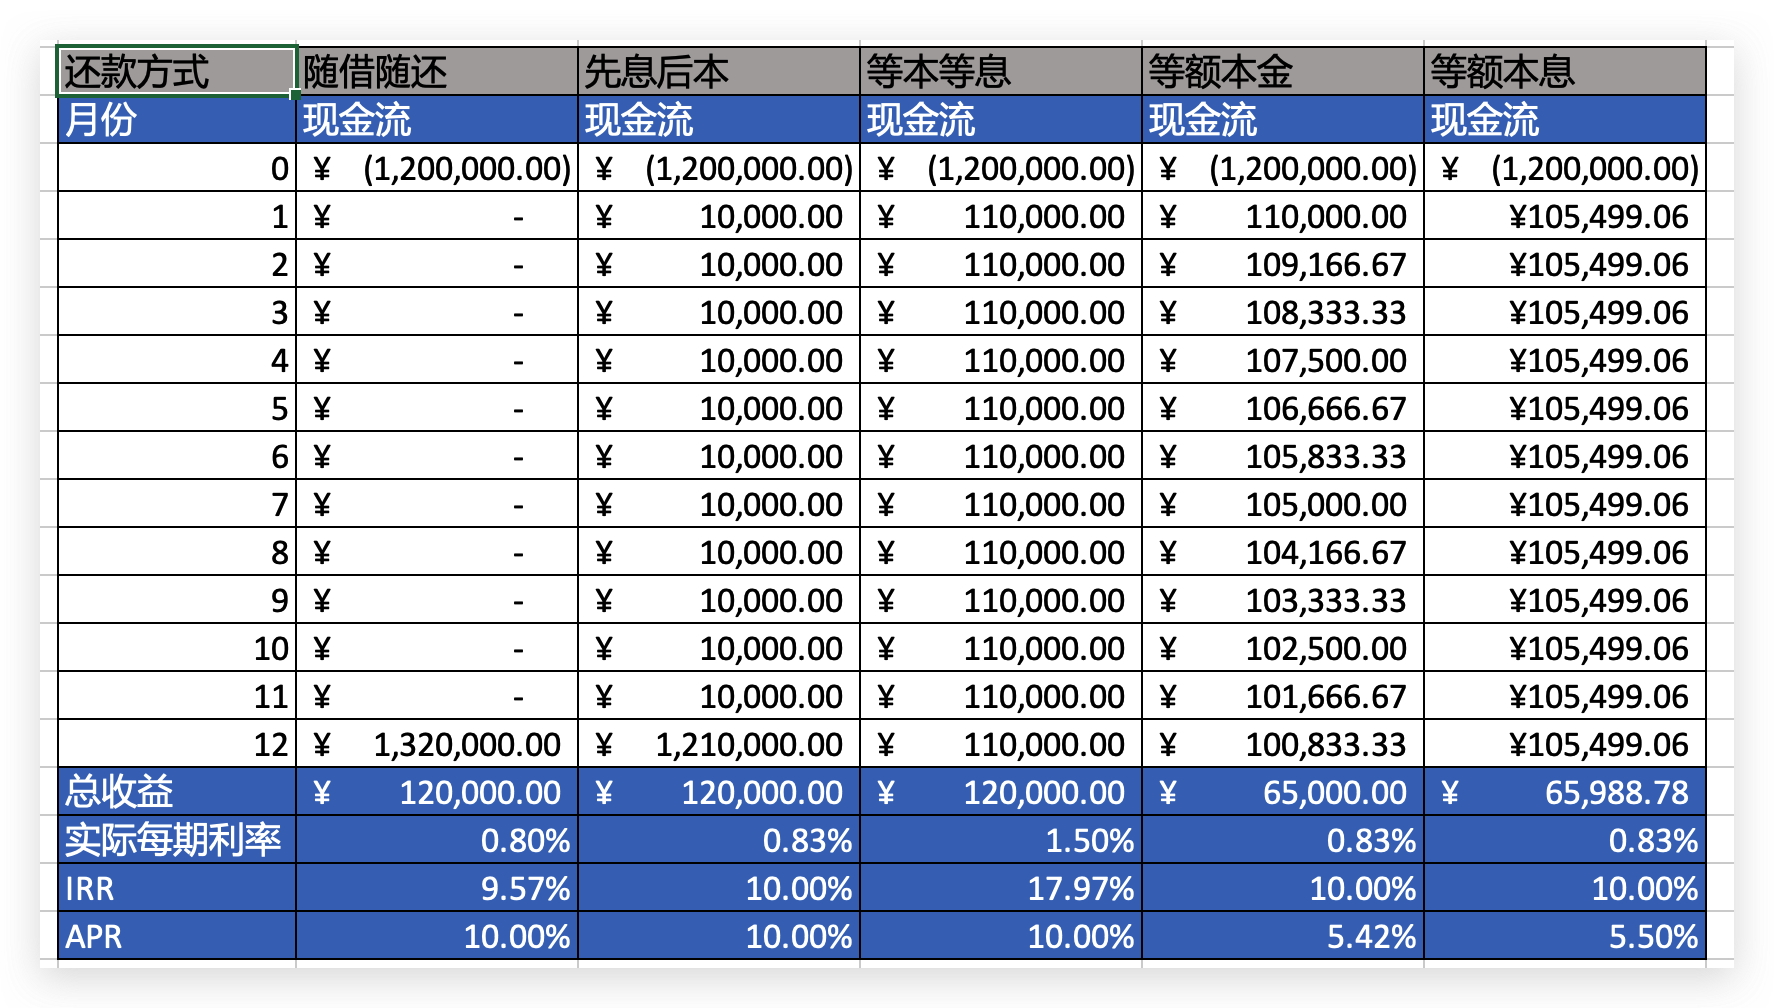 还款方式 随借随还 先息后本 等本等息 等额本金 等额本息
月份 现金流 现金流 现金流 现金流 现金流
0 ¥ (1,200,000.00) ¥ (1,200,000.00) ¥ (1,200,000.00) ¥ (1,200,000.00) ¥ (1,200,000.00)
1 ¥ - ¥ 10,000.00 ¥ 110,000.00 ¥ 110,000.00 ¥105,499.06
2 ¥ - ¥ 10,000.00 ¥ 110,000.00 ¥ 109,166.67 ¥105,499.06
3 ¥ - ¥ 10,000.00 ¥ 110,000.00 ¥ 108,333.33 ¥105,499.06
4 ¥ - ¥ 10,000.00 ¥ 110,000.00 ¥ 107,500.00 ¥105,499.06
5 ¥ - ¥ 10,000.00 ¥ 110,000.00 ¥ 106,666.67 ¥105,499.06
6 ¥ - ¥ 10,000.00 ¥ 110,000.00 ¥ 105,833.33 ¥105,499.06
7 ¥ - ¥ 10,000.00 ¥ 110,000.00 ¥ 105,000.00 ¥105,499.06
8 ¥ - ¥ 10,000.00 ¥ 110,000.00 ¥ 104,166.67 ¥105,499.06
9 ¥ - ¥ 10,000.00 ¥ 110,000.00 ¥ 103,333.33 ¥105,499.06
10 ¥ - ¥ 10,000.00 ¥ 110,000.00 ¥ 102,500.00 ¥105,499.06
11 ¥ - ¥ 10,000.00 ¥ 110,000.00 ¥ 101,666.67 ¥105,499.06
12 ¥ 1,320,000.00 ¥ 1,210,000.00 ¥ 110,000.00 ¥ 100,833.33 ¥105,499.06
总收益 ¥ 120,000.00 ¥ 120,000.00 ¥ 120,000.00 ¥ 65,000.00 ¥ 65,988.78
实际每期利率 0.80% 0.83% 1.50% 0.83% 0.83%
IRR 9.57% 10.00% 17.97% 10.00% 10.00%
APR 10.00% 10.00% 10.00% 5.42% 5.50%